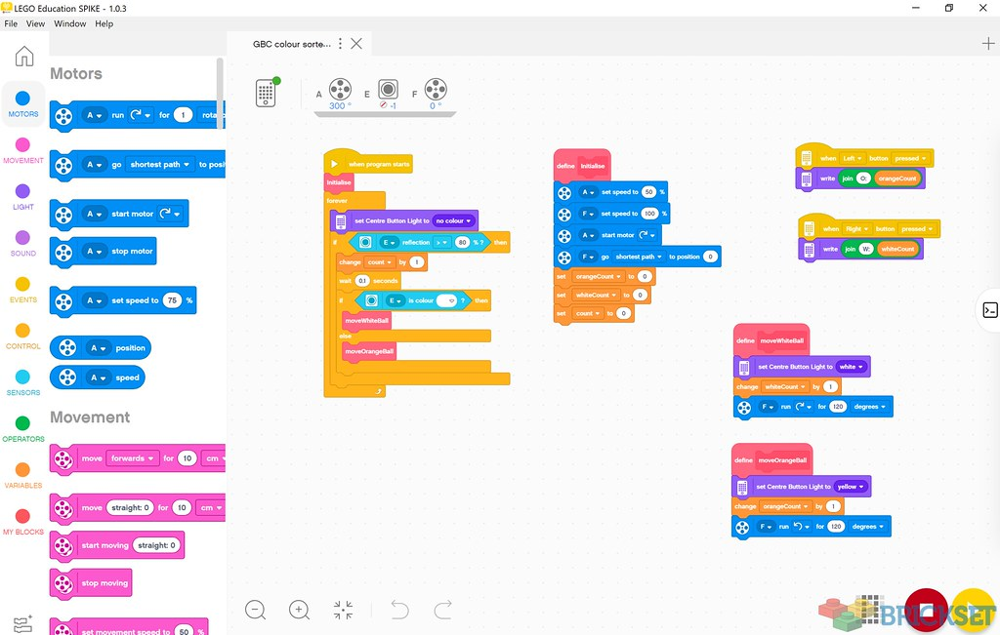 LEGO Education SPIKE - 1.0.3
File View Window Help
GBC colour sorte...
A 300 °
E -1
F 0 °
MOTORS
MOVEMENT
LIGHT
SOUND
EVENTS
CONTROL
SENSORS
OPERATORS
VARIABLES
MY BLOCKS
Motors
A run for 1 rota
A go shortest path to posi
A start motor
A stop motor
A set speed to 75 %
A position
A speed
Movement
move forwards for 10 cm
move straight: 0 for 10 cm
start moving straight: 0
stop moving
set movement speed to 50 %
when program starts
Initialise
forever
set Centre Button Light to no colour
if E reflection > 80 % ? then
change count by 1
wait 0.1 seconds
if E is colour ? then
moveWhiteBall
else
moveOrangeBall
define Initialise
A set speed to 50 %
F set speed to 100 %
A start motor
F go shortest path to position 0
set orangeCount to 0
set whiteCount to 0
set count to 0
when Left button pressed
write join O: orangeCount
when Right button pressed
write join W: whiteCount
define moveWhiteBall
set Centre Button Light to white
change whiteCount by 1
F run for 120 degrees
define moveOrangeBall
set Centre Button Light to yellow
change orangeCount by 1
F run for 120 degrees
BRICKSET